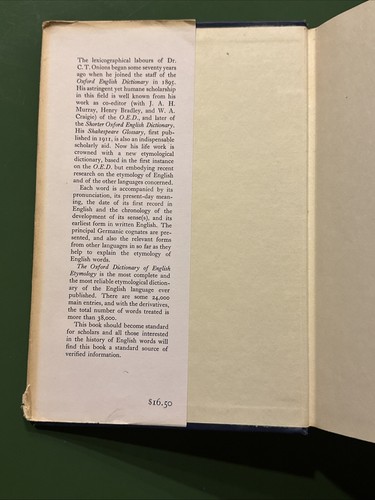 The lexicographical labours of Dr.
C. T. Onions began some seventy years
ago when he joined the staff of the
Oxford English Dictionary in 1895.
His astringent yet humane scholarship
in this field is well known from his
work as co-editor (with J. A. H.
Murray, Henry Bradley, and W. A.
Craigie) of the O.E.D., and later of
the Shorter Oxford English Dictionary.
His Shakespeare Glossary, first pub-
lished in 1911, is also an indispensable
scholarly aid. Now his life work is
crowned with a new etymological
dictionary, based in the first instance
on the O.E.D. but embodying recent
research on the etymology of English
and of the other languages concerned.
Each word is accompanied by its
pronunciation, its present-day mean-
ing, the date of its first record in
English and the chronology of the
development of its sense(s), and its
earliest form in written English. The
principal Germanic cognates are pre-
sented, and also the relevant forms
from other languages in so far as they
help to explain the etymology of
English words.
The Oxford Dictionary of English
Etymology is the most complete and
the most reliable etymological diction-
ary of the English language ever
published. There are some 24,000
main entries, and with the derivatives,
the total number of words treated is
more than 38,000.
This book should become standard
for scholars and all those interested
in the history of English words will
find this book a standard source of
verified information.
$16.50